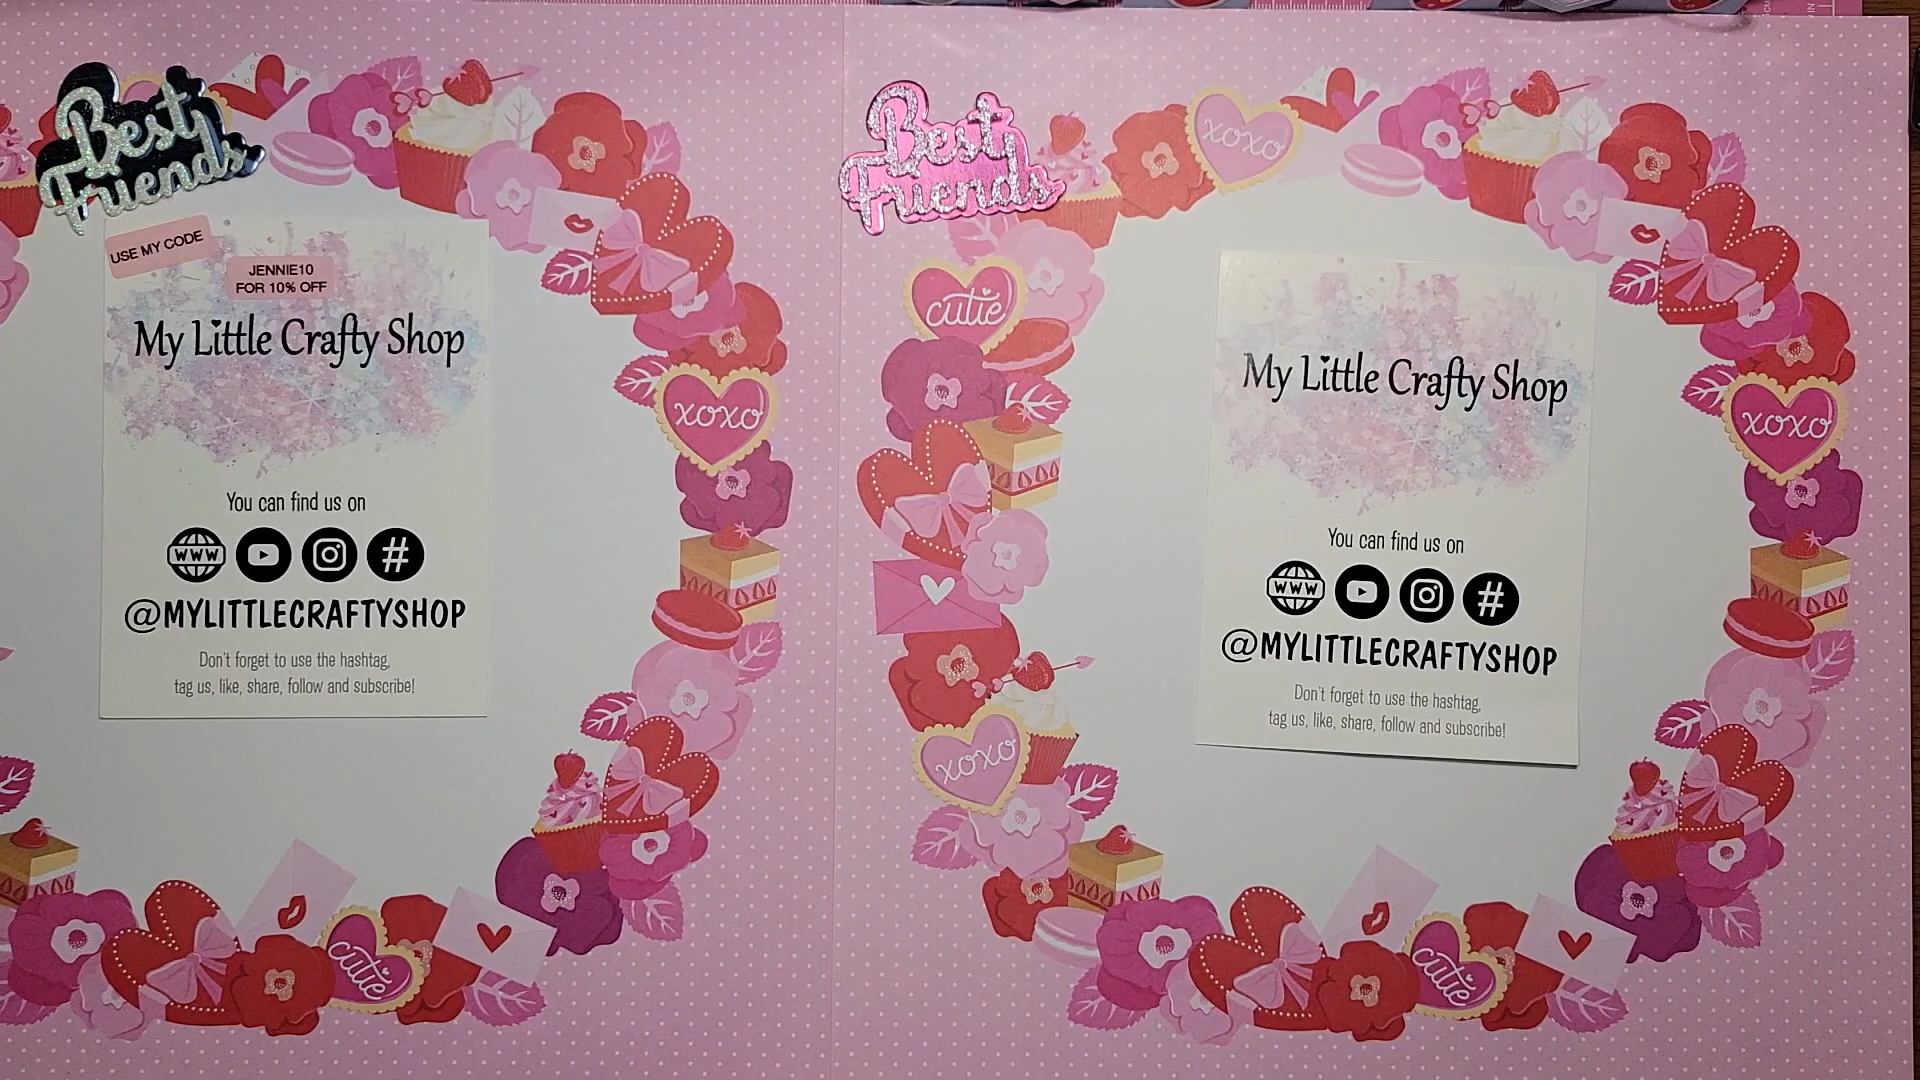 Best
Friends
USE MY CODE
JENNIE10
FOR 10% OFF
My Little Crafty Shop
You can find us on
WWW
#
@MYLITTLECRAFTYSHOP
Don't forget to use the hashtag,
tag us, like, share, follow and subscribe!
xoxo
cutie
Best
Friends
xoxo
cutie
xoxo
My Little Crafty Shop
You can find us on
WWW
#
@MYLITTLECRAFTYSHOP
Don't forget to use the hashtag,
tag us, like, share, follow and subscribe!
xoxo
cutie